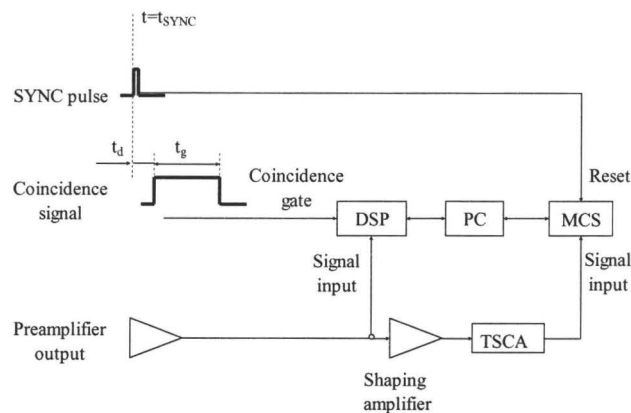 t=tSYNC
SYNC pulse
td
tg
Coincidence
signal
Coincidence
gate
Reset
DSP
PC
MCS
Signal
input
Signal
input
Preamplifier
output
TSCA
Shaping
amplifier